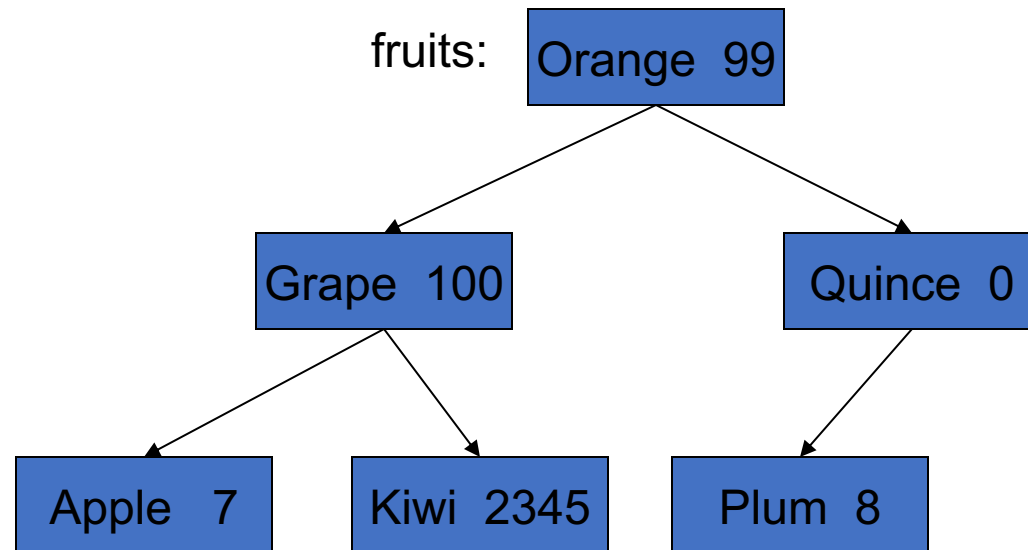 fruits:
Orange 99
Grape 100
Quince 0
Apple 7
Kiwi 2345
Plum 8